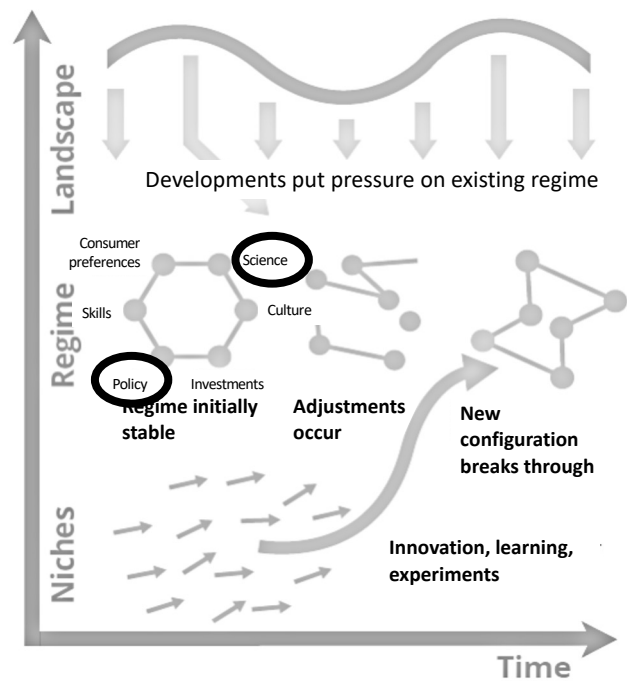 Landscape
Developments put pressure on existing regime
Regime
Consumer
preferences
Science
Skills
Culture
Policy
Investments
Regime initially
stable
Adjustments
occur
New
configuration
breaks through
Niches
Innovation, learning,
experiments
Time